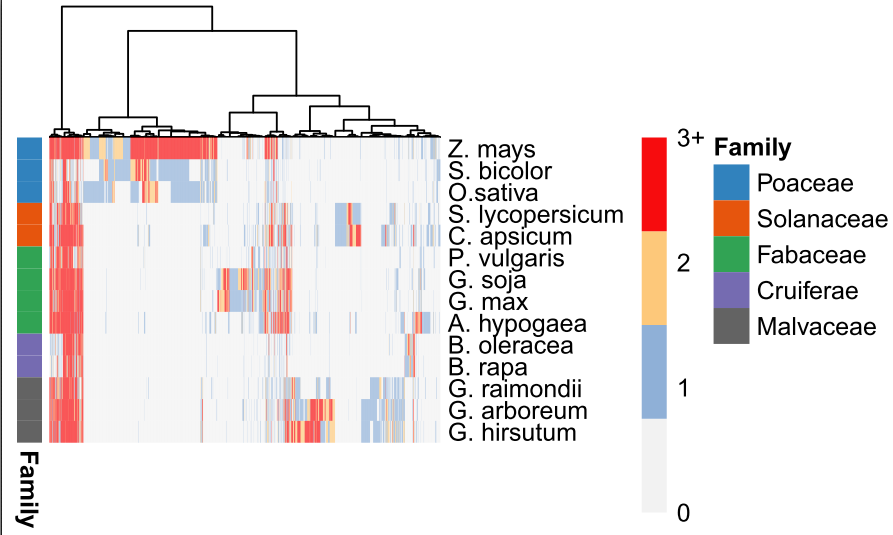 Z. mays
S. bicolor
O.sativa
S. lycopersicum
C. apsicum
P. vulgaris
G. soja
G. max
A. hypogaea
B. oleracea
B. rapa
G. raimondii
G. arboreum
G. hirsutum
Family
3+
2
1
0
Family
Poaceae
Solanaceae
Fabaceae
Cruiferae
Malvaceae